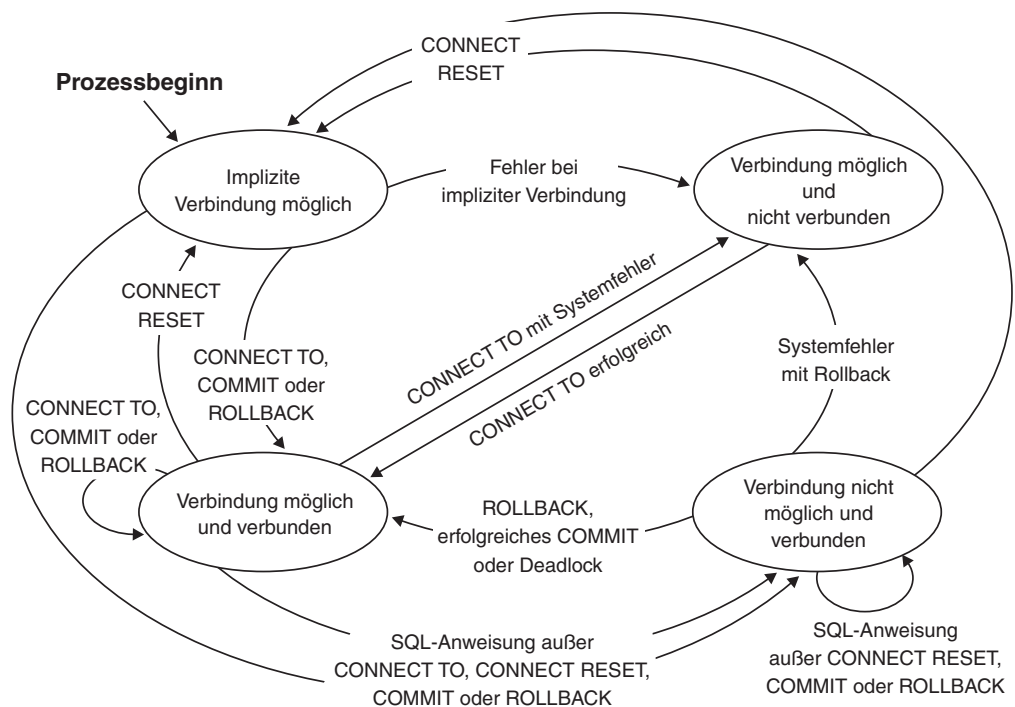 CONNECT
RESET
Prozessbeginn
Implizite
Verbindung möglich
Fehler bei
impliziter Verbindung
Verbindung möglich
und
nicht verbunden
CONNECT
RESET
CONNECT TO mit Systemfehler
CONNECT TO erfolgreich
Systemfehler
mit Rollback
CONNECT TO,
COMMIT oder
ROLLBACK
CONNECT TO,
COMMIT oder
ROLLBACK
Verbindung möglich
und verbunden
ROLLBACK,
erfolgreiches COMMIT
oder Deadlock
Verbindung nicht
möglich und
verbunden
SQL-Anweisung außer
CONNECT TO, CONNECT RESET,
COMMIT oder ROLLBACK
SQL-Anweisung
außer CONNECT RESET,
COMMIT oder ROLLBACK